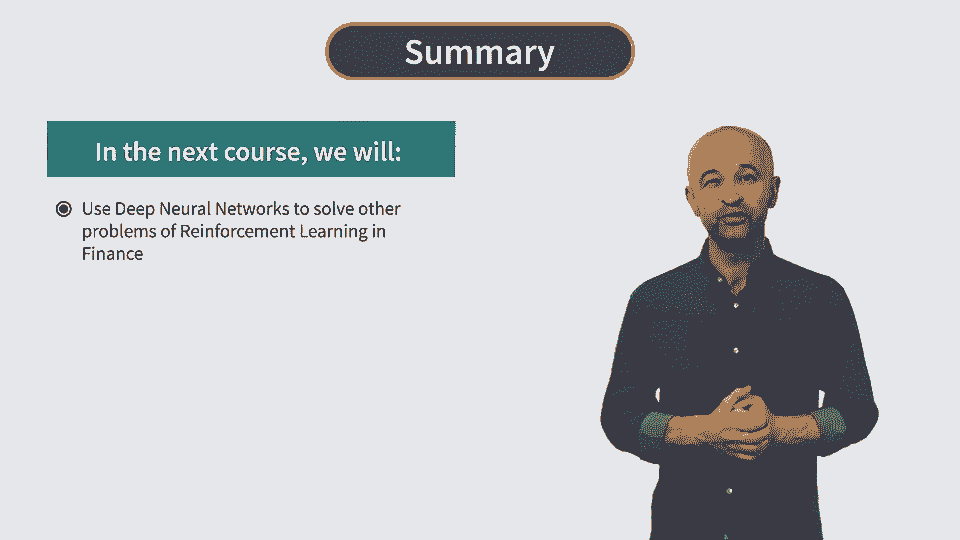 Summary
In the next course, we will:
Use Deep Neural Networks to solve other
problems of Reinforcement Learning in
Finance